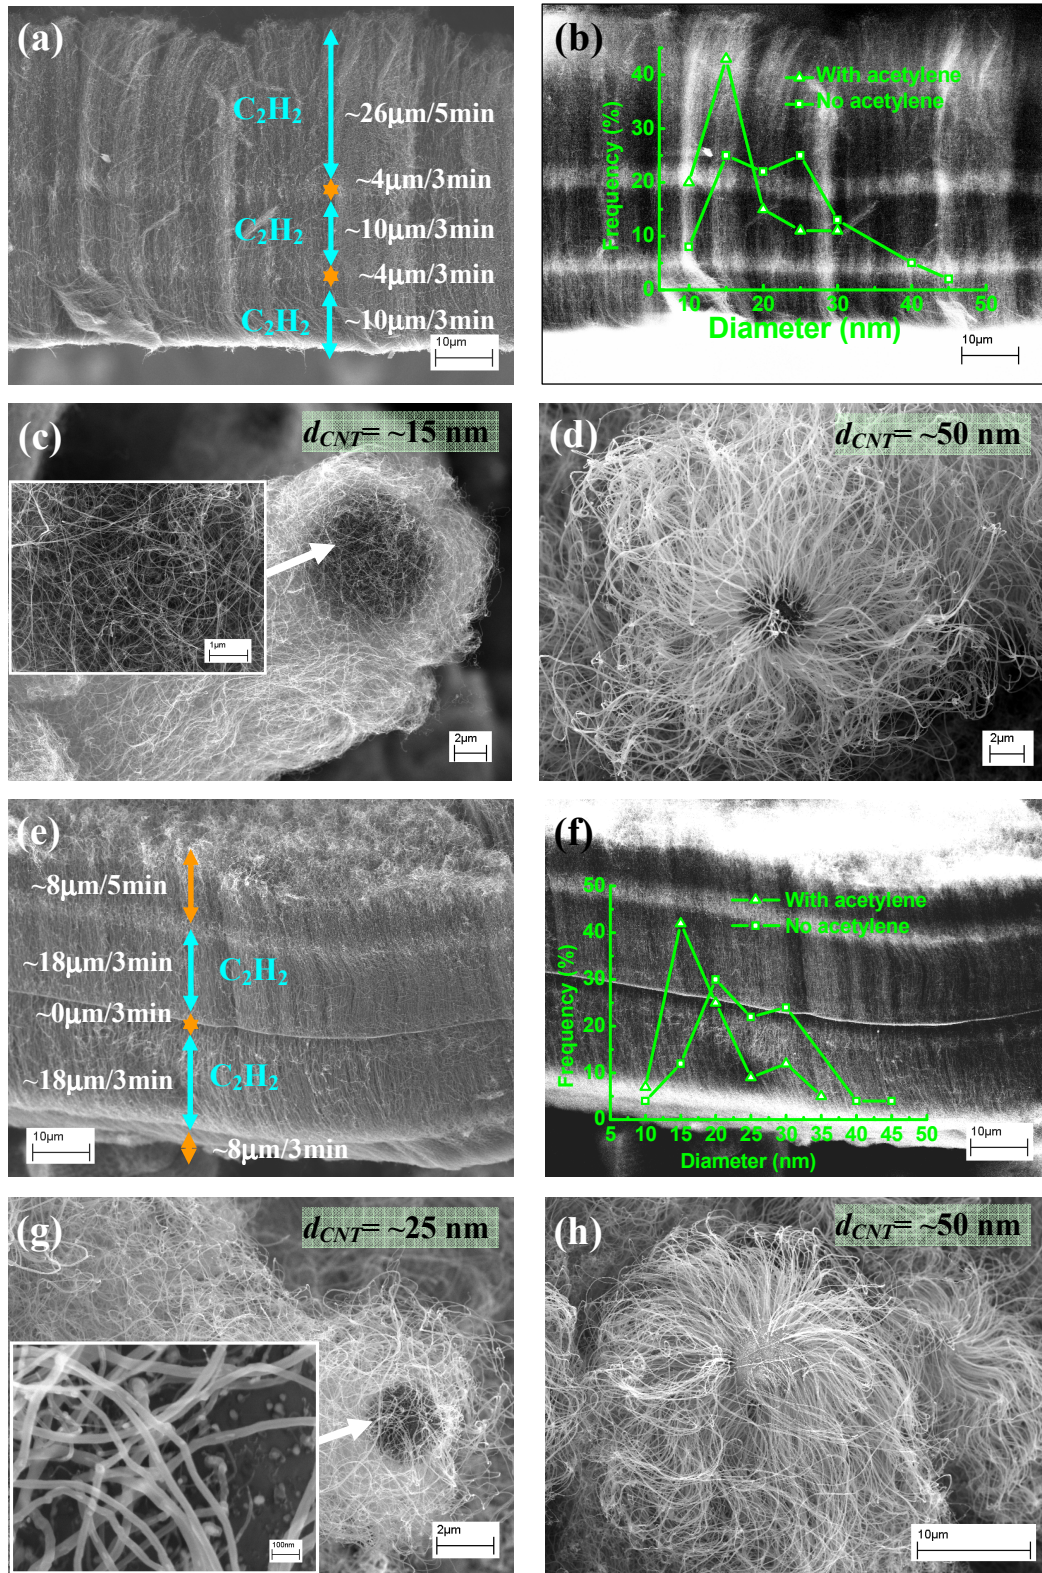 (a)
C₂H₂
~26μm/5min
~4μm/3min
C₂H₂
~10μm/3min
~4μm/3min
C₂H₂
~10μm/3min
10μm
(b)
With acetylene
No acetylene
Frequency (%)
40
30
20
10
0
10 20 30 40 50
Diameter (nm)
10μm
(c)
d_CNT = ~15 nm
1μm
2μm
(d)
d_CNT = ~50 nm
2μm
(e)
~8μm/5min
~18μm/3min
C₂H₂
~0μm/3min
~18μm/3min
C₂H₂
~8μm/3min
10μm
(f)
With acetylene
No acetylene
Frequency (%)
50
40
30
20
10
0
5 10 15 20 25 30 35 40 45 50
Diameter (nm)
10μm
(g)
d_CNT = ~25 nm
100nm
2μm
(h)
d_CNT = ~50 nm
10μm